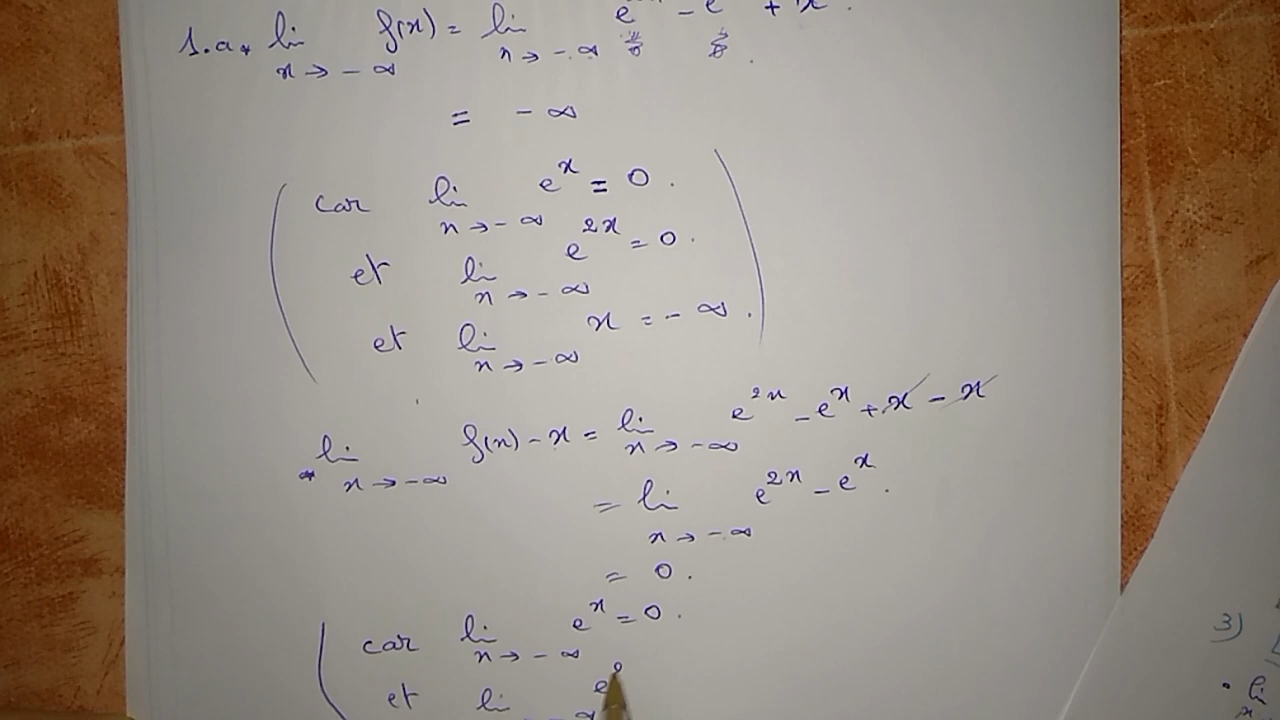 1.a * lim f(x) = lim e - e + x.
x → - ∞ x → - ∞
= - ∞
( car lim e^x = 0.
x → - ∞
et lim e^2x = 0.
x → - ∞
et lim x = - ∞. )
x → - ∞
* lim f(x) - x = lim e^2x - e^x + x - x
x → - ∞ x → - ∞
= lim e^2x - e^x.
x → - ∞
= 0.
( car lim e^x = 0.
x → - ∞
et lim e
3)
• lim
x